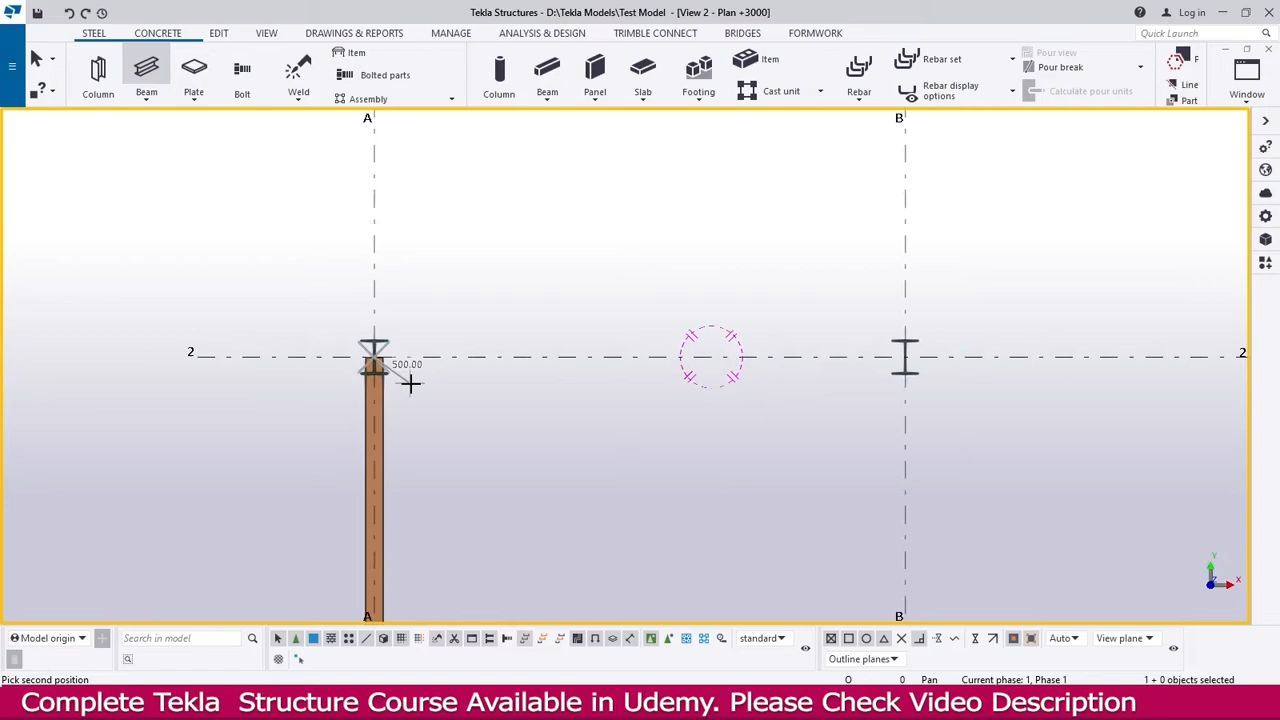 Tekla Structures - D:\Tekla Models\Test Model - [View 2 - Plan +3000]
Log in
STEEL CONCRETE EDIT VIEW DRAWINGS & REPORTS MANAGE ANALYSIS & DESIGN TRIMBLE CONNECT BRIDGES FORMWORK
Quick Launch
Column
Beam
Plate
Bolt
Weld
Item
Bolted parts
Assembly
Column
Beam
Panel
Slab
Footing
Item
Cast unit
Rebar
Rebar set
Rebar display
options
Pour view
Pour break
Calculate pour units
F
Line
Part
Window
A
B
2
2
500.00
A
B
Y
X
Z
Model origin
Search in model
standard
Auto
View plane
Outline planes
Pick second position
O 0 Pan Current phase: 1, Phase 1 1 + 0 objects selected
Complete Tekla Structure Course Available in Udemy. Please Check Video Description